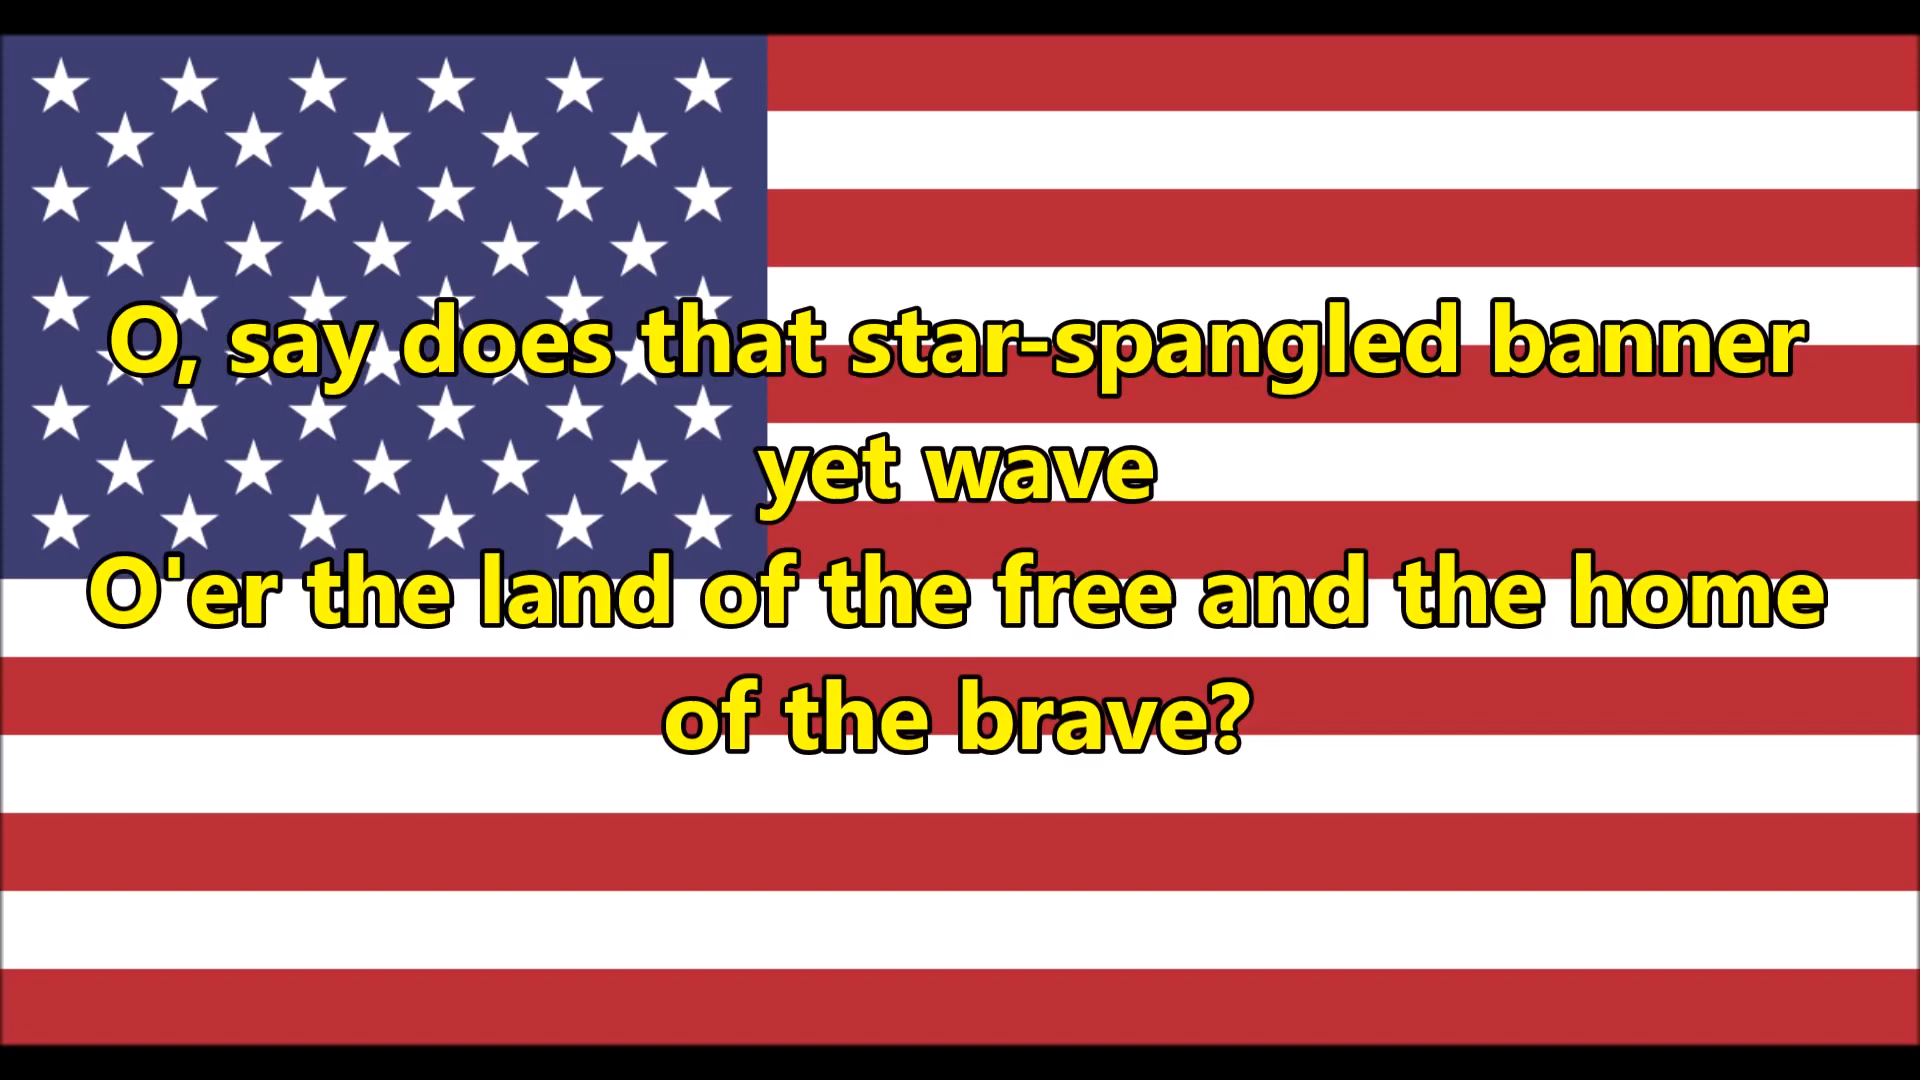 O, say does that star-spangled banner
yet wave
O'er the land of the free and the home
of the brave?